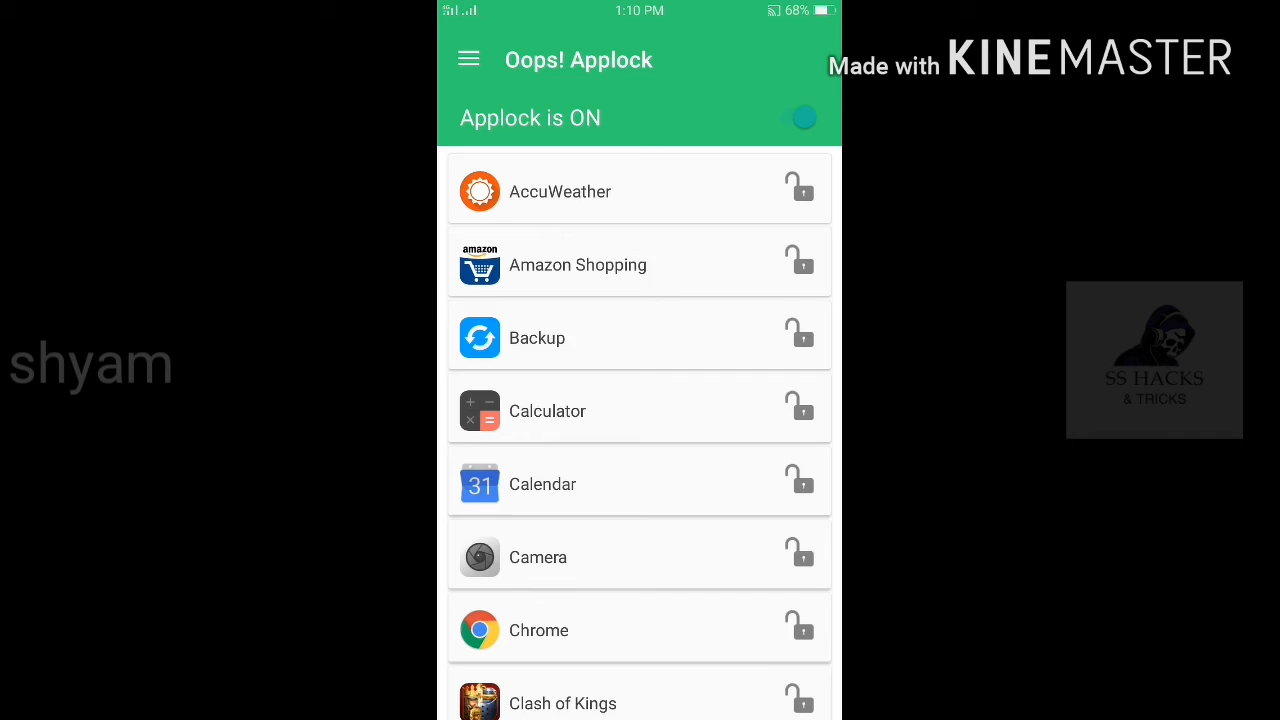 1:10 PM
68%
Oops! Applock
Made with KINEMASTER
Applock is ON
AccuWeather
amazon
Amazon Shopping
Backup
Calculator
31
Calendar
Camera
Chrome
Clash of Kings
shyam
SS HACKS
& TRICKS